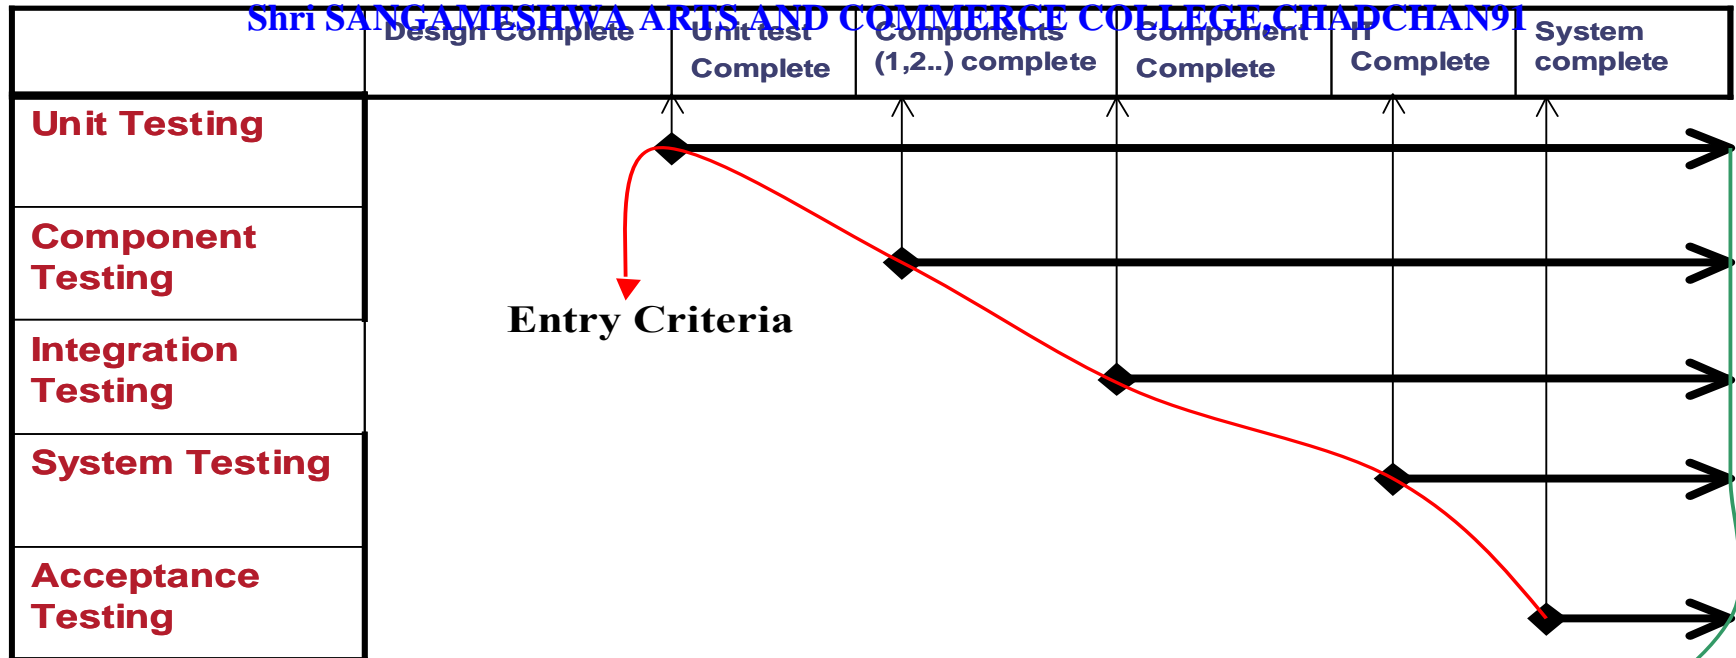 Shri SANGAMESHWA ARTS AND COMMERCE COLLEGE,CHADCHAN91
Design Complete
Unit test
Complete
Components
(1,2..) complete
Component
Complete
IT
Complete
System
complete
Unit Testing
Component
Testing
Entry Criteria
Integration
Testing
System Testing
Acceptance
Testing